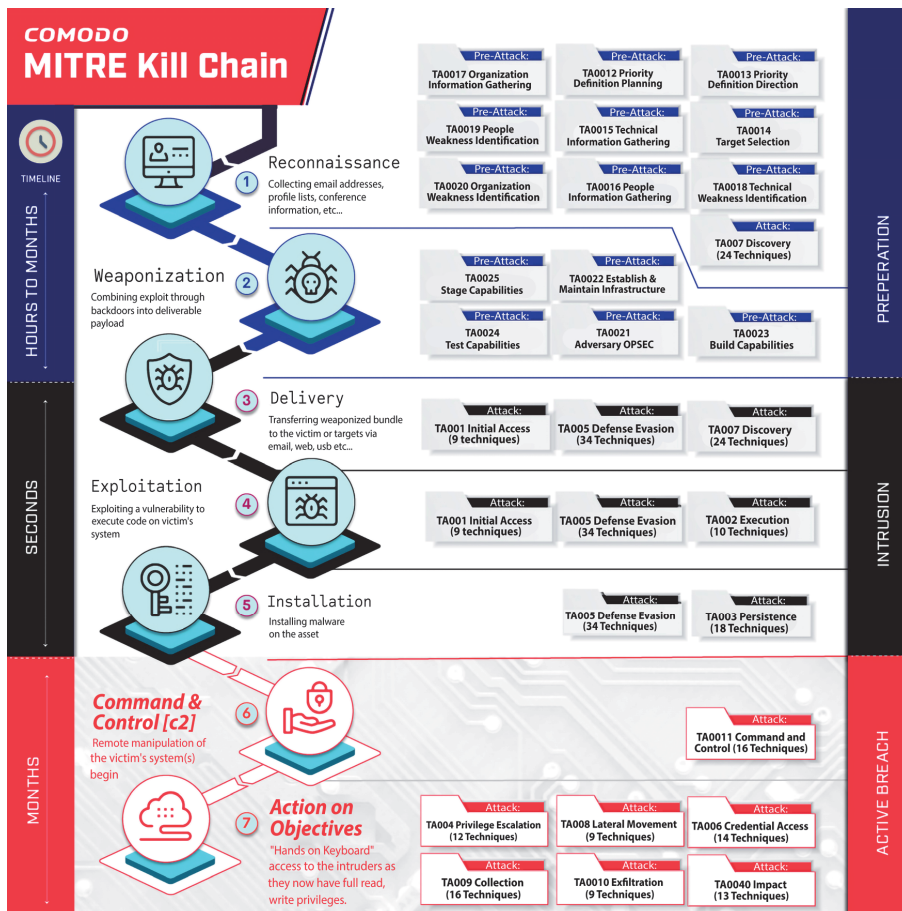 COMODO
MITRE Kill Chain
TIMELINE
HOURS TO MONTHS
SECONDS
MONTHS
PREPERATION
INTRUSION
ACTIVE BREACH
1
Reconnaissance
Collecting email addresses,
profile lists, conference
information, etc...
Pre-Attack:
TA0017 Organization
Information Gathering
Pre-Attack:
TA0012 Priority
Definition Planning
Pre-Attack:
TA0013 Priority
Definition Direction
Pre-Attack:
TA0019 People
Weakness Identification
Pre-Attack:
TA0015 Technical
Information Gathering
Pre-Attack:
TA0014
Target Selection
Pre-Attack:
TA0020 Organization
Weakness Identification
Pre-Attack:
TA0016 People
Information Gathering
Pre-Attack:
TA0018 Technical
Weakness Identification
Attack:
TA007 Discovery
(24 Techniques)
Weaponization
2
Combining exploit through
backdoors into deliverable
payload
Pre-Attack:
TA0025
Stage Capabilities
Pre-Attack:
TA0022 Establish &
Maintain Infrastructure
Pre-Attack:
TA0024
Test Capabilities
Pre-Attack:
TA0021
Adversary OPSEC
Pre-Attack:
TA0023
Build Capabilities
3
Delivery
Transferring weaponized bundle
to the victim or targets via
email, web, usb etc...
Attack:
TA001 Initial Access
(9 techniques)
Attack:
TA005 Defense Evasion
(34 Techniques)
Attack:
TA007 Discovery
(24 Techniques)
Exploitation
4
Exploiting a vulnerability to
execute code on victim's
system
Attack:
TA001 Initial Access
(9 techniques)
Attack:
TA005 Defense Evasion
(34 Techniques)
Attack:
TA002 Execution
(10 Techniques)
5
Installation
Installing malware
on the asset
Attack:
TA005 Defense Evasion
(34 Techniques)
Attack:
TA003 Persistence
(18 Techniques)
Command &
Control [c2]
6
Remote manipulation of
the victim's system(s)
begin
Attack:
TA0011 Command and
Control (16 Techniques)
7
Action on
Objectives
"Hands on Keyboard"
access to the intruders as
they now have full read,
write privileges.
Attack:
TA004 Privilege Escalation
(12 Techniques)
Attack:
TA008 Lateral Movement
(9 Techniques)
Attack:
TA006 Credential Access
(14 Techniques)
Attack:
TA009 Collection
(16 Techniques)
Attack:
TA0010 Exfiltration
(9 Techniques)
Attack:
TA0040 Impact
(13 Techniques)